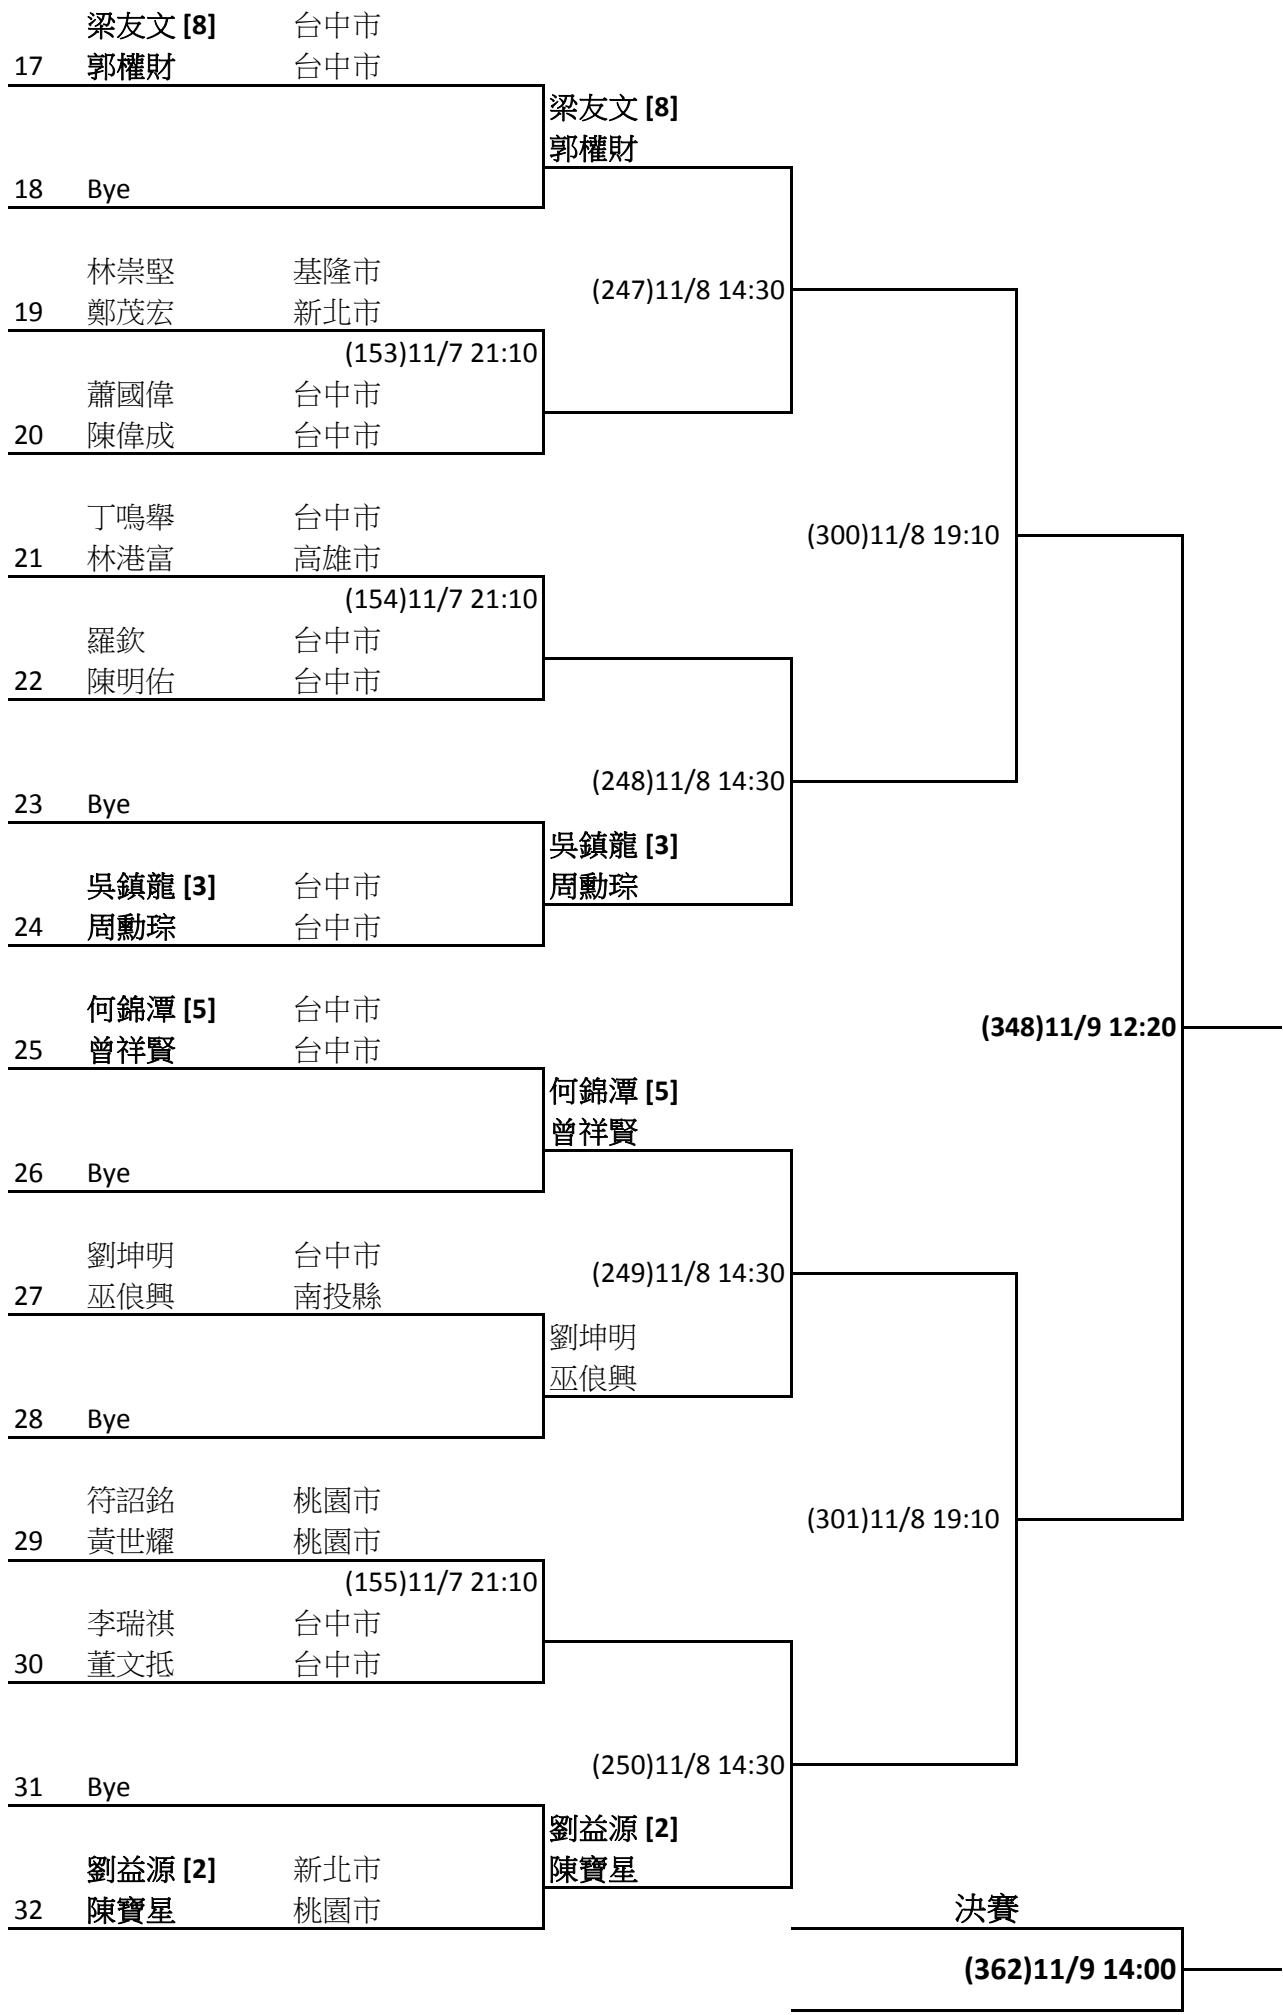 梁友文 [8] 台中市
17 郭權財 台中市
梁友文 [8]
郭權財
18 Bye
林崇堅 基隆市
(247)11/8 14:30
19 鄭茂宏 新北市
(153)11/7 21:10
蕭國偉 台中市
20 陳偉成 台中市
丁鳴舉 台中市
(300)11/8 19:10
21 林港富 高雄市
(154)11/7 21:10
羅欽 台中市
22 陳明佑 台中市
(248)11/8 14:30
23 Bye
吳鎮龍 [3]
吳鎮龍 [3] 台中市 周勳琮
24 周勳琮 台中市
何錦潭 [5] 台中市
(348)11/9 12:20
25 曾祥賢 台中市
何錦潭 [5]
曾祥賢
26 Bye
劉坤明 台中市
(249)11/8 14:30
27 巫俍興 南投縣
劉坤明
巫俍興
28 Bye
符詔銘 桃園市
(301)11/8 19:10
29 黃世耀 桃園市
(155)11/7 21:10
李瑞祺 台中市
30 董文抵 台中市
(250)11/8 14:30
31 Bye
劉益源 [2]
劉益源 [2] 新北市 陳寶星
32 陳寶星 桃園市
決賽
(362)11/9 14:00